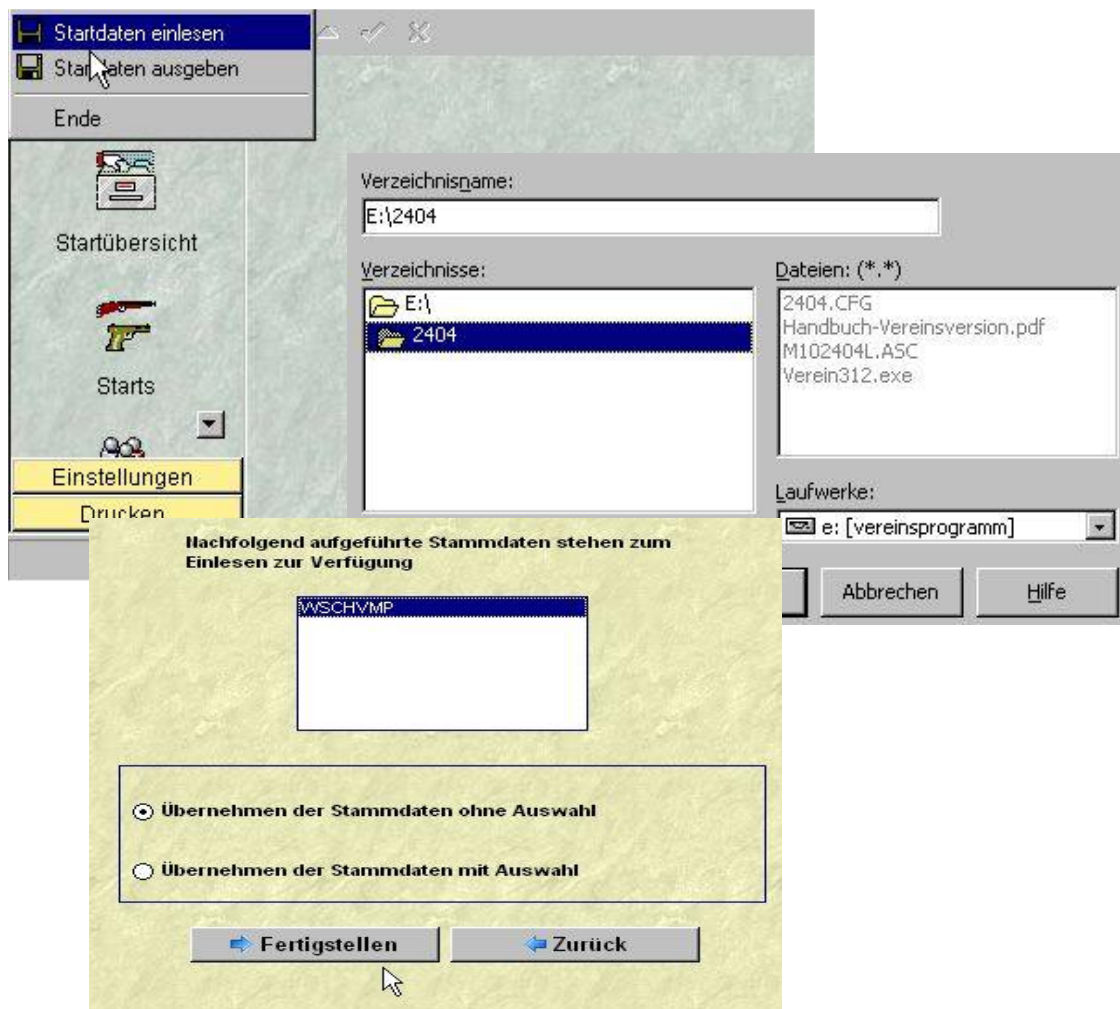 Startdaten einlesen
Startdaten ausgeben
Ende
Startübersicht
Starts
Einstellungen
Drucken
Verzeichnisname:
E:\2404
Verzeichnisse:
E:\
2404
Dateien: (*.*)
2404.CFG
Handbuch-Vereinsversion.pdf
M102404L.ASC
Verein312.exe
Laufwerke:
e: [vereinsprogramm]
Abbrechen
Hilfe
Nachfolgend aufgeführte Stammdaten stehen zum
Einlesen zur Verfügung
WSCHVMP
Übernehmen der Stammdaten ohne Auswahl
Übernehmen der Stammdaten mit Auswahl
Fertigstellen
Zurück